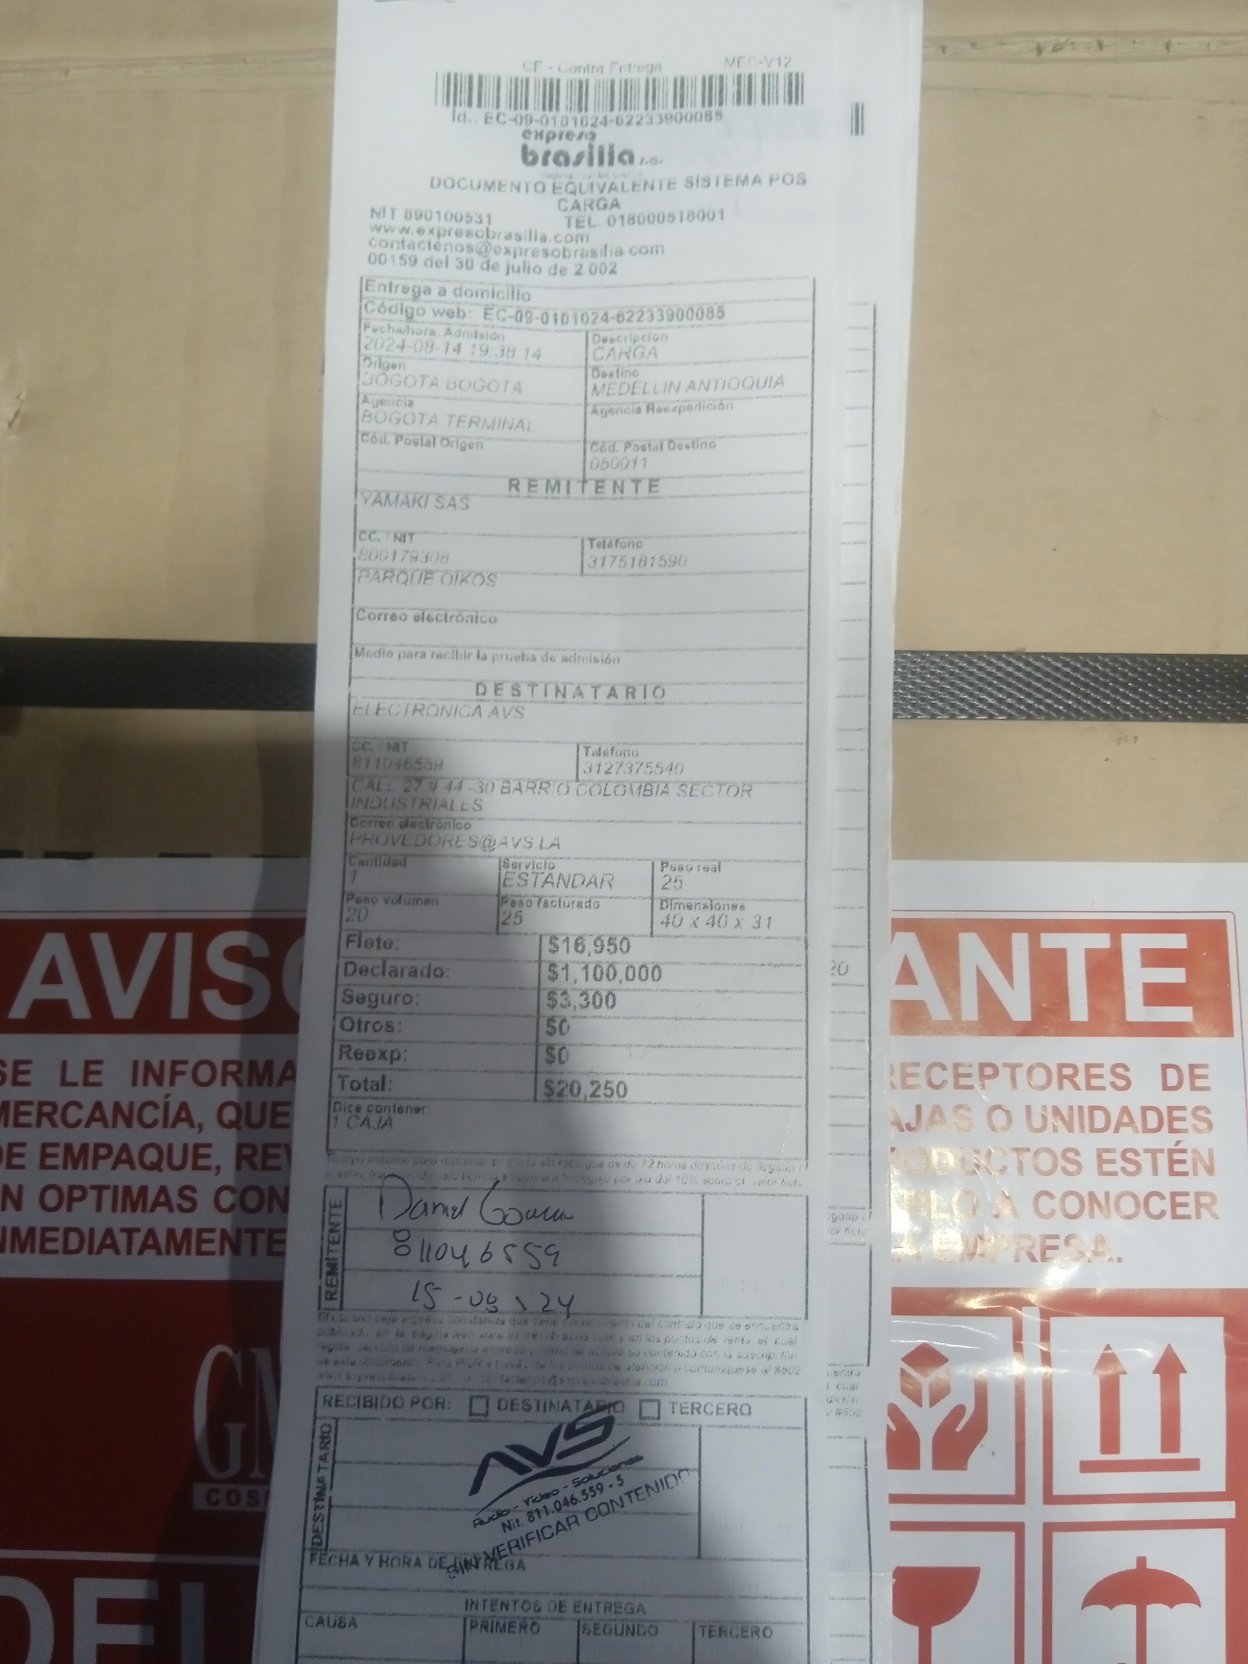 CE - Contra Entrega MEC-V12
Id.. EC-09-0101024-62233900085
expreso
brasilia s.a.
DOCUMENTO EQUIVALENTE SISTEMA POS
CARGA
NIT 890100531 TEL. 018000518001
www.expresobrasilia.com
contactenos@expresobrasilia.com
00159 del 30 de julio de 2.002
Entrega a domicilio
Código web: EC-09-0101024-62233900085
Fecha/hora. Admisión Descripcion
2024-08-14 19:38:14 CARGA
Origen Destino
BOGOTA BOGOTA MEDELLIN ANTIOQUIA
Agencia Agencia Reexpedición
BOGOTA TERMINAL
Cód. Postal Origen Cód. Postal Destino
050011
REMITENTE
YAMAKI SAS
CC. / NIT Teléfono
800179308 3175181590
PARQUE OIKOS
Correo electrónico
Medio para recibir la prueba de admisión
DESTINATARIO
ELECTRONICA AVS
CC. / NIT Teléfono
811046559 3127375540
CALL 27 # 44-30 BARRIO COLOMBIA SECTOR
INDUSTRIALES
Correo electrónico
PROVEDORES@AVS.LA
Cantidad Servicio Peso real
1 ESTANDAR 25
Peso volumen Peso facturado Dimensiones
20 25 40 x 40 x 31
Flete: $16,950
Declarado: $1,100,000
Seguro: $3,300
Otros: $0
Reexp: $0
Total: $20,250
Dice contener:
1 CAJA
REMITENTE
Daniel
811046559
15-08-24
RECIBIDO POR: DESTINATARIO TERCERO
DESTINATARIO
AVS
Audio - Video - Soluciones
Nit. 811.046.559 - 5
SIN VERIFICAR CONTENIDO
FECHA Y HORA DE ENTREGA
INTENTOS DE ENTREGA
CAUSA PRIMERO SEGUNDO TERCERO
AVISO
ANTE
SE LE INFORMA
RECEPTORES DE
MERCANCÍA, QUE
AJAS O UNIDADES
DE EMPAQUE, REV
ODUCTOS ESTÉN
N OPTIMAS CON
LO A CONOCER
NMEDIATAMENTE
A EMPRESA.
GM
COS
DEL